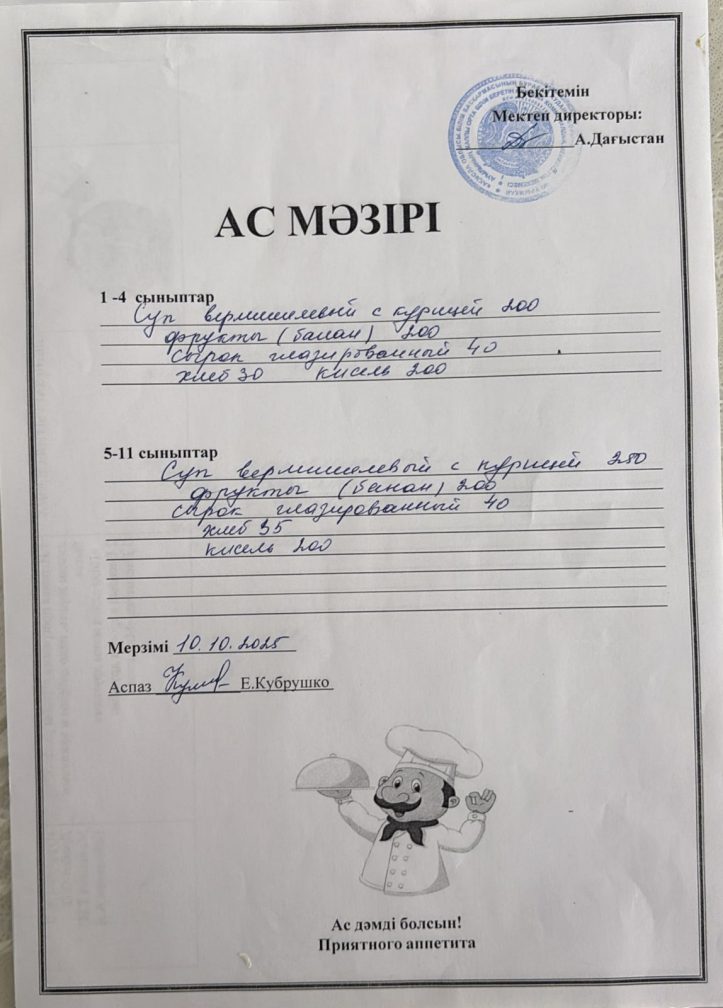 Бекітемін
Мектеп директоры:
А.Дағыстан
АС МӘЗІРІ
1 -4 сыныптар
Суп вермишелевый с курицей 200
фрукты (банан) 200
сырок глазированный 40
хлеб 30 кисель 200
5-11 сыныптар
Суп вермишелевый с курицей 250
фрукты (банан) 200
сырок глазированный 40
хлеб 35
кисель 200
Мерзімі 10.10.2025
Аспаз Е.Кубрушко
Ас дәмді болсын!
Приятного аппетита